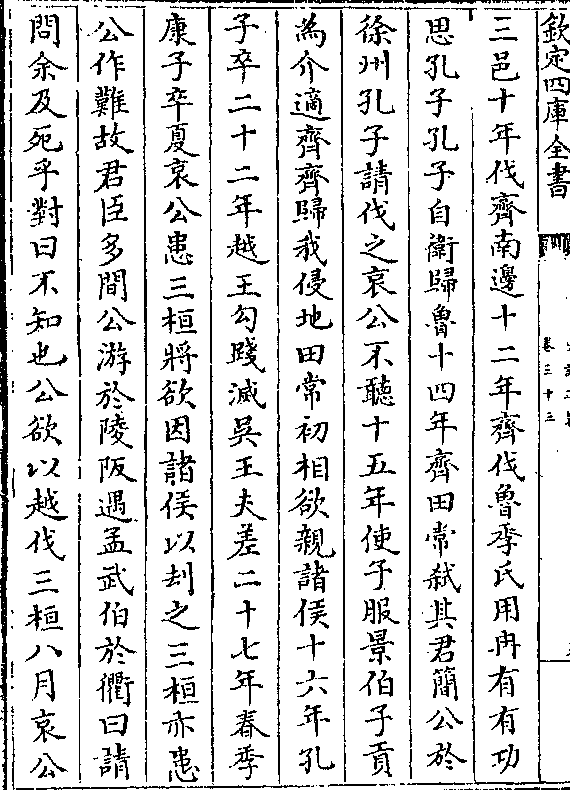 欽定四庫全書
卷三十三
三邑十年伐齊南邊十二年齊伐魯季氏用冉有有功
思孔子孔子自衛歸魯十四年齊田常弑其君簡公於
徐州孔子請伐之哀公不聽十五年使子服景伯子貢
為介適齊齊歸我侵地田常初相欲親諸侯十六年孔
子卒二十二年越王勾踐滅吳王夫差二十七年春季
康子卒夏哀公患三桓將欲因諸侯以刦之三桓亦患
公作難故君臣多間公游於陵阪遇孟武伯於衢曰請
問余及死乎對曰不知也公欲以越伐三桓八月哀公